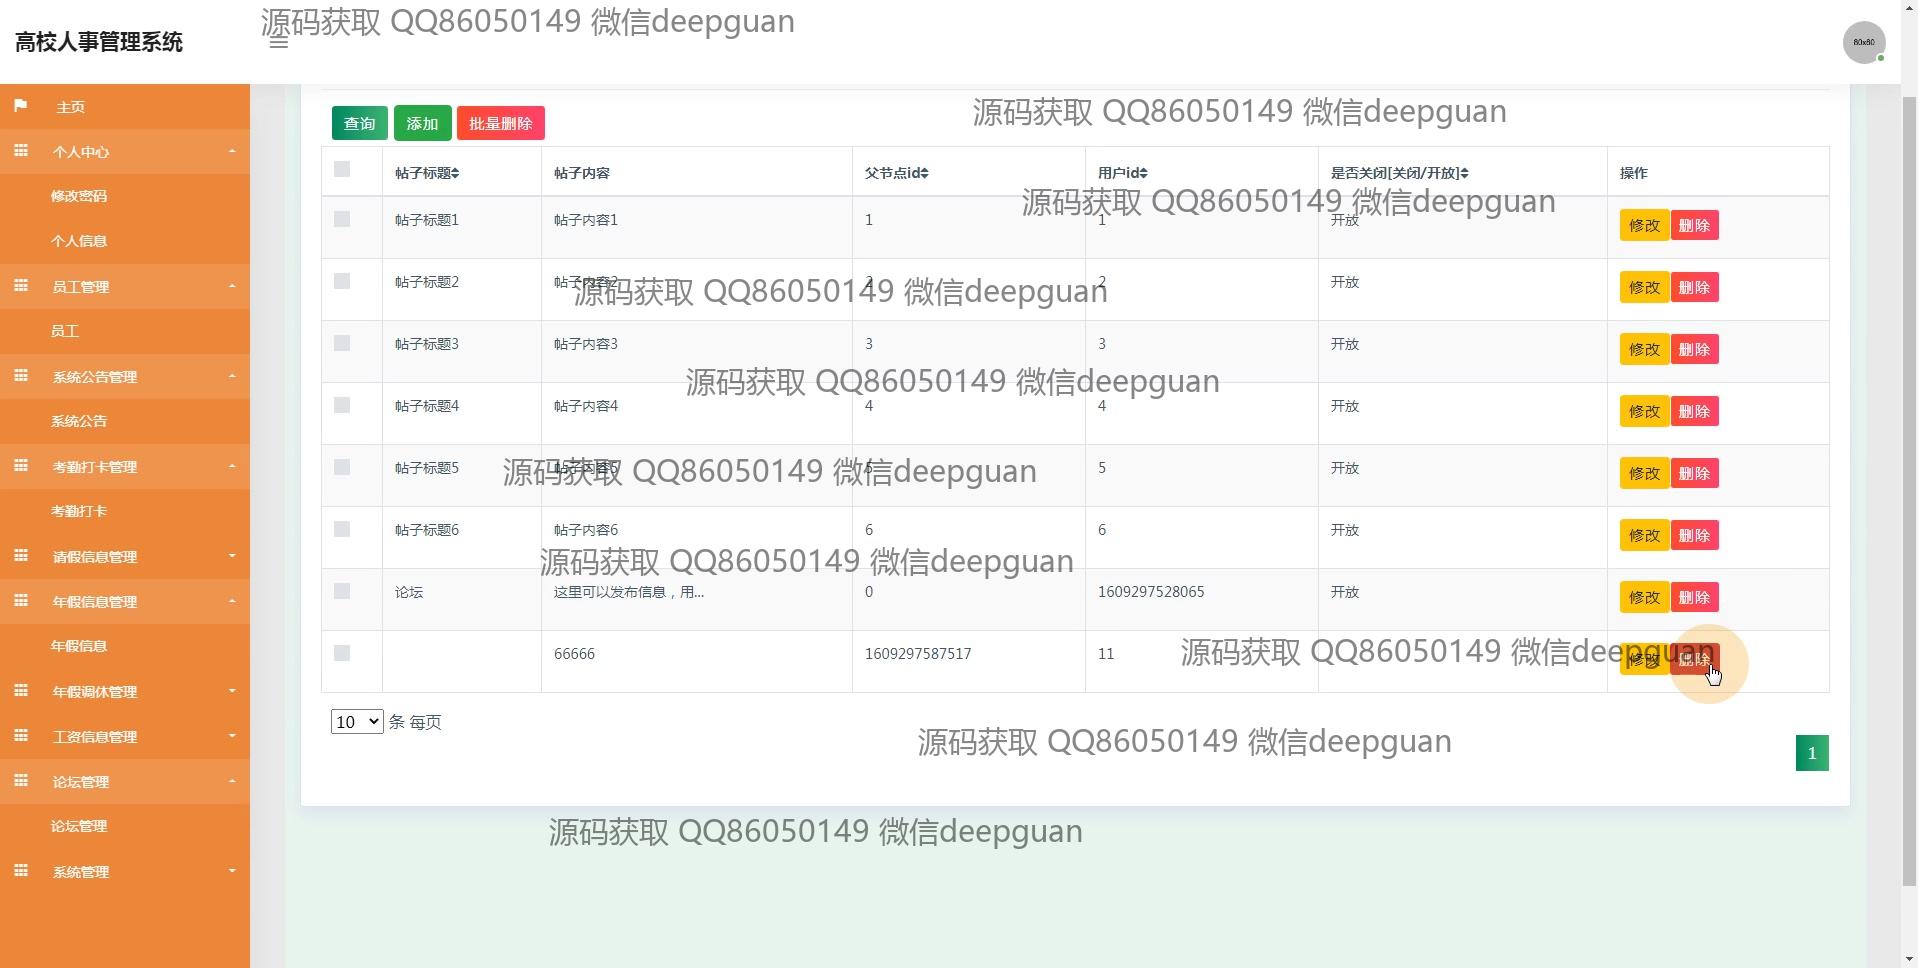 源码获取 QQ86050149 微信deepguan
高校人事管理系统
60x60
主页
个人中心
修改密码
个人信息
员工管理
员工
系统公告管理
系统公告
考勤打卡管理
考勤打卡
请假信息管理
年假信息管理
年假信息
年假调休管理
工资信息管理
论坛管理
论坛管理
系统管理
源码获取 QQ86050149 微信deepguan
查询 添加 批量删除
帖子标题 帖子内容 父节点id 用户id 是否关闭[关闭/开放] 操作
源码获取 QQ86050149 微信deepguan
帖子标题1 帖子内容1 1 1 开放 修改 删除
帖子标题2 帖子内容2 2 2 开放 修改 删除
源码获取 QQ86050149 微信deepguan
帖子标题3 帖子内容3 3 3 开放 修改 删除
源码获取 QQ86050149 微信deepguan
帖子标题4 帖子内容4 4 4 开放 修改 删除
帖子标题5 帖子内容5 5 5 开放 修改 删除
源码获取 QQ86050149 微信deepguan
帖子标题6 帖子内容6 6 6 开放 修改 删除
源码获取 QQ86050149 微信deepguan
论坛 这里可以发布信息，用... 0 1609297528065 开放 修改 删除
66666 1609297587517 11 修改 删除
源码获取 QQ86050149 微信deepguan
10 条 每页
源码获取 QQ86050149 微信deepguan
1
源码获取 QQ86050149 微信deepguan